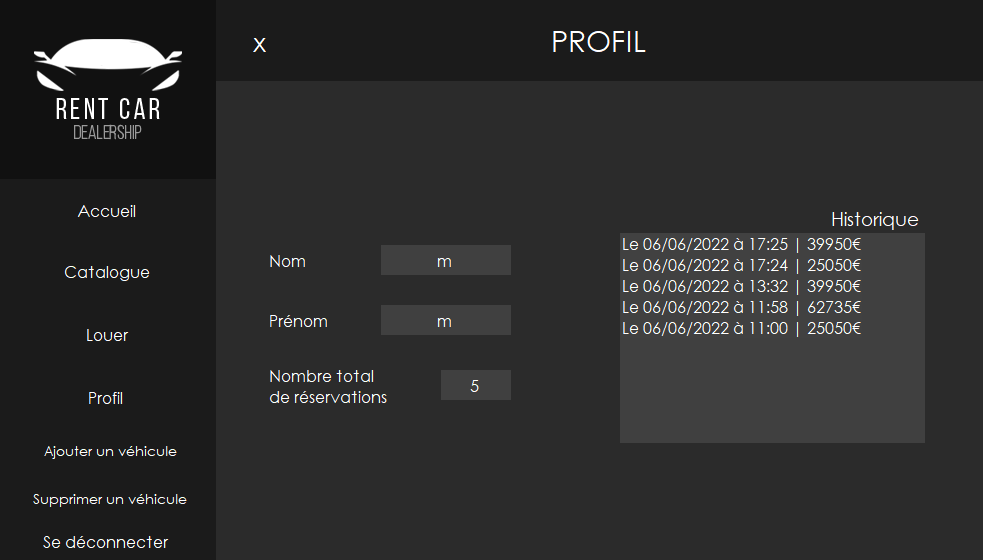 RENT CAR
DEALERSHIP
Accueil
Catalogue
Louer
Profil
Ajouter un véhicule
Supprimer un véhicule
Se déconnecter
X
PROFIL
Nom
m
Prénom
m
Nombre total
de réservations
5
Historique
Le 06/06/2022 à 17:25 | 39950€
Le 06/06/2022 à 17:24 | 25050€
Le 06/06/2022 à 13:32 | 39950€
Le 06/06/2022 à 11:58 | 62735€
Le 06/06/2022 à 11:00 | 25050€